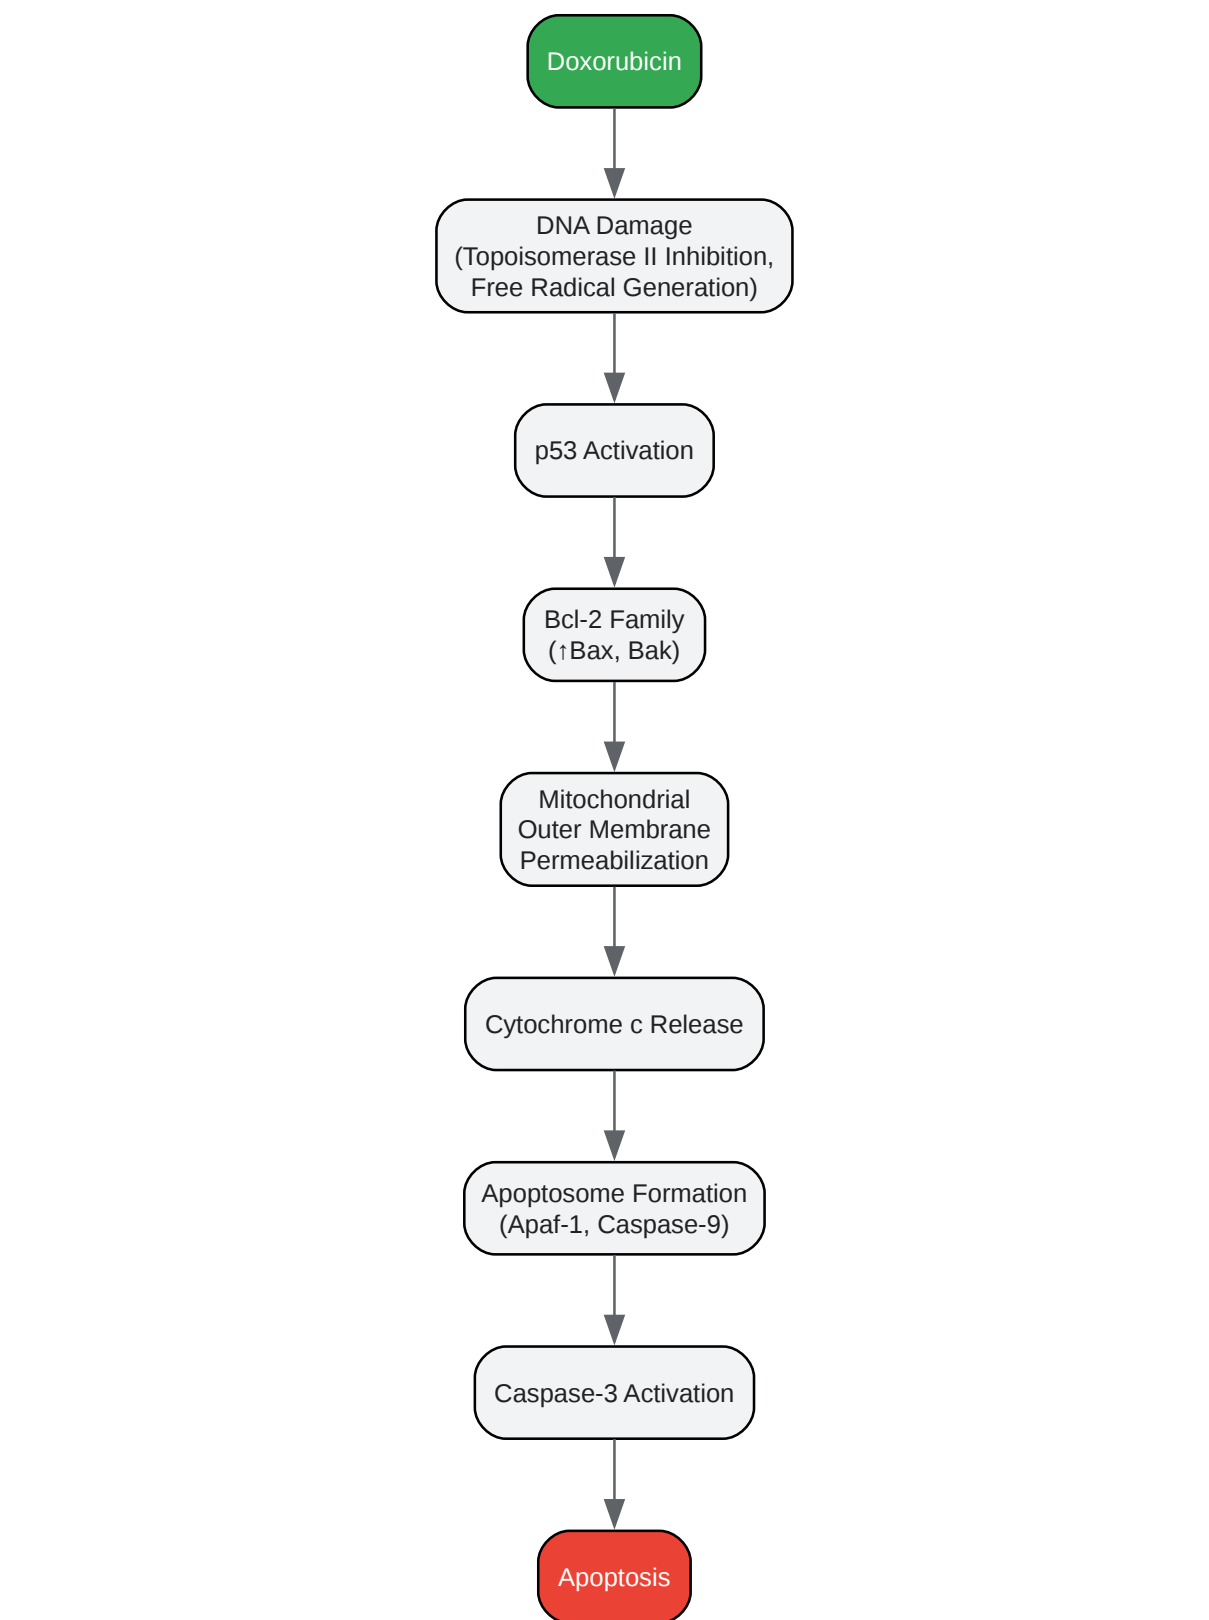 Doxorubicin
DNA Damage
(Topoisomerase II Inhibition,
Free Radical Generation)
p53 Activation
Bcl-2 Family
(↑Bax, Bak)
Mitochondrial
Outer Membrane
Permeabilization
Cytochrome c Release
Apoptosome Formation
(Apaf-1, Caspase-9)
Caspase-3 Activation
Apoptosis